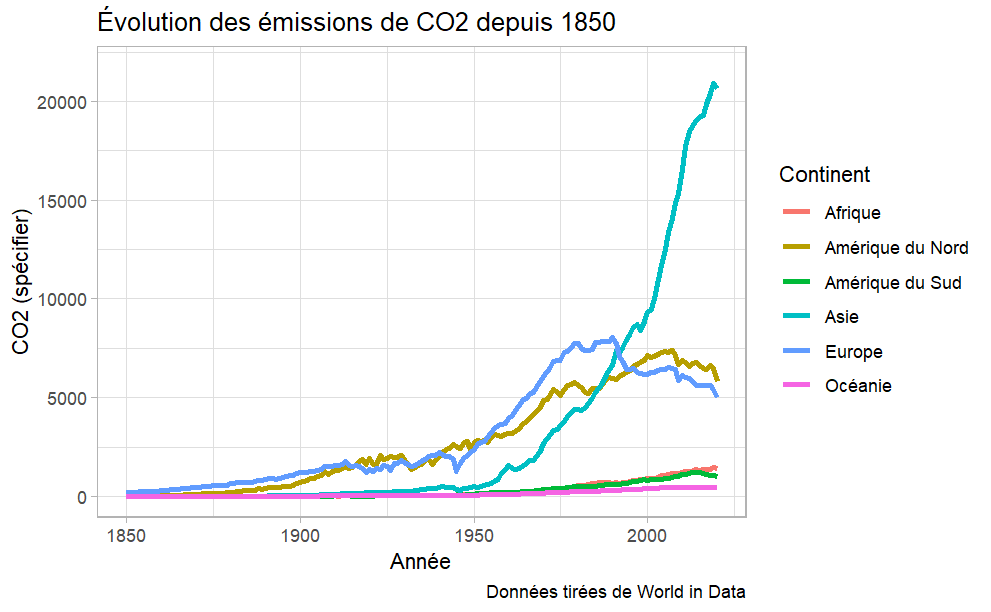 Évolution des émissions de CO2 depuis 1850
CO2 (spécifier)
20000
15000
10000
5000
0
1850
1900
1950
2000
Année
Continent
Afrique
Amérique du Nord
Amérique du Sud
Asie
Europe
Océanie
Données tirées de World in Data